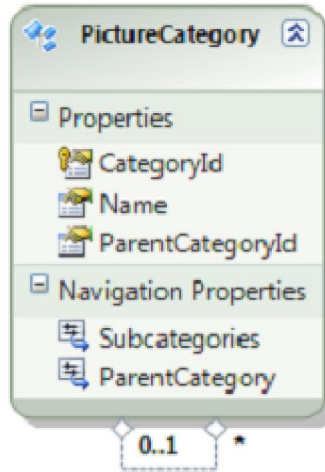 PictureCategory
Properties
CategoryId
Name
ParentCategoryId
Navigation Properties
Subcategories
ParentCategory
0..1 *